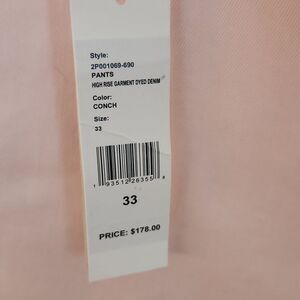 Style:
2P001069-690
PANTS
HIGH RISE GARMENT DYED DENIM
Color:
CONCH
Size:
33
1 93512 26355 8
33
PRICE: $178.00